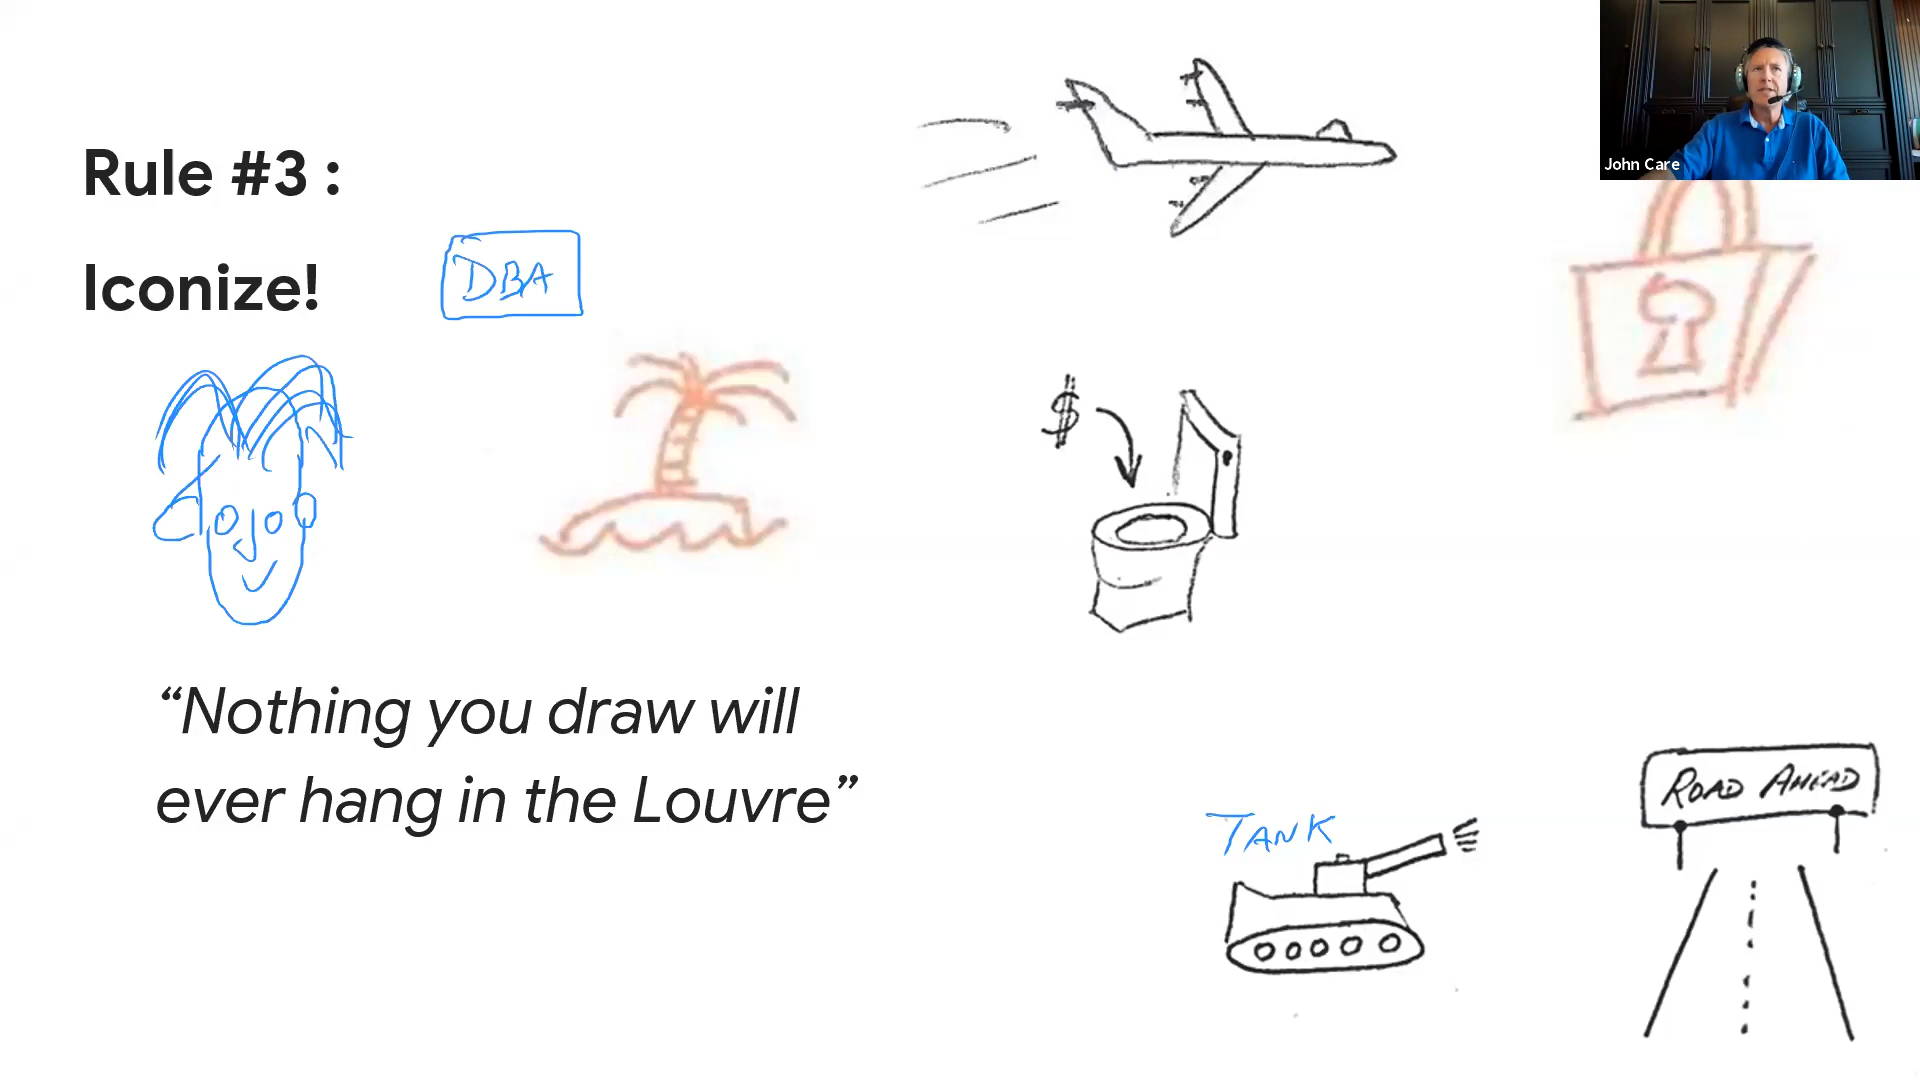 Rule #3 :
Iconize!
DBA
“Nothing you draw will
ever hang in the Louvre”
$
TANK
ROAD AHEAD
John Care